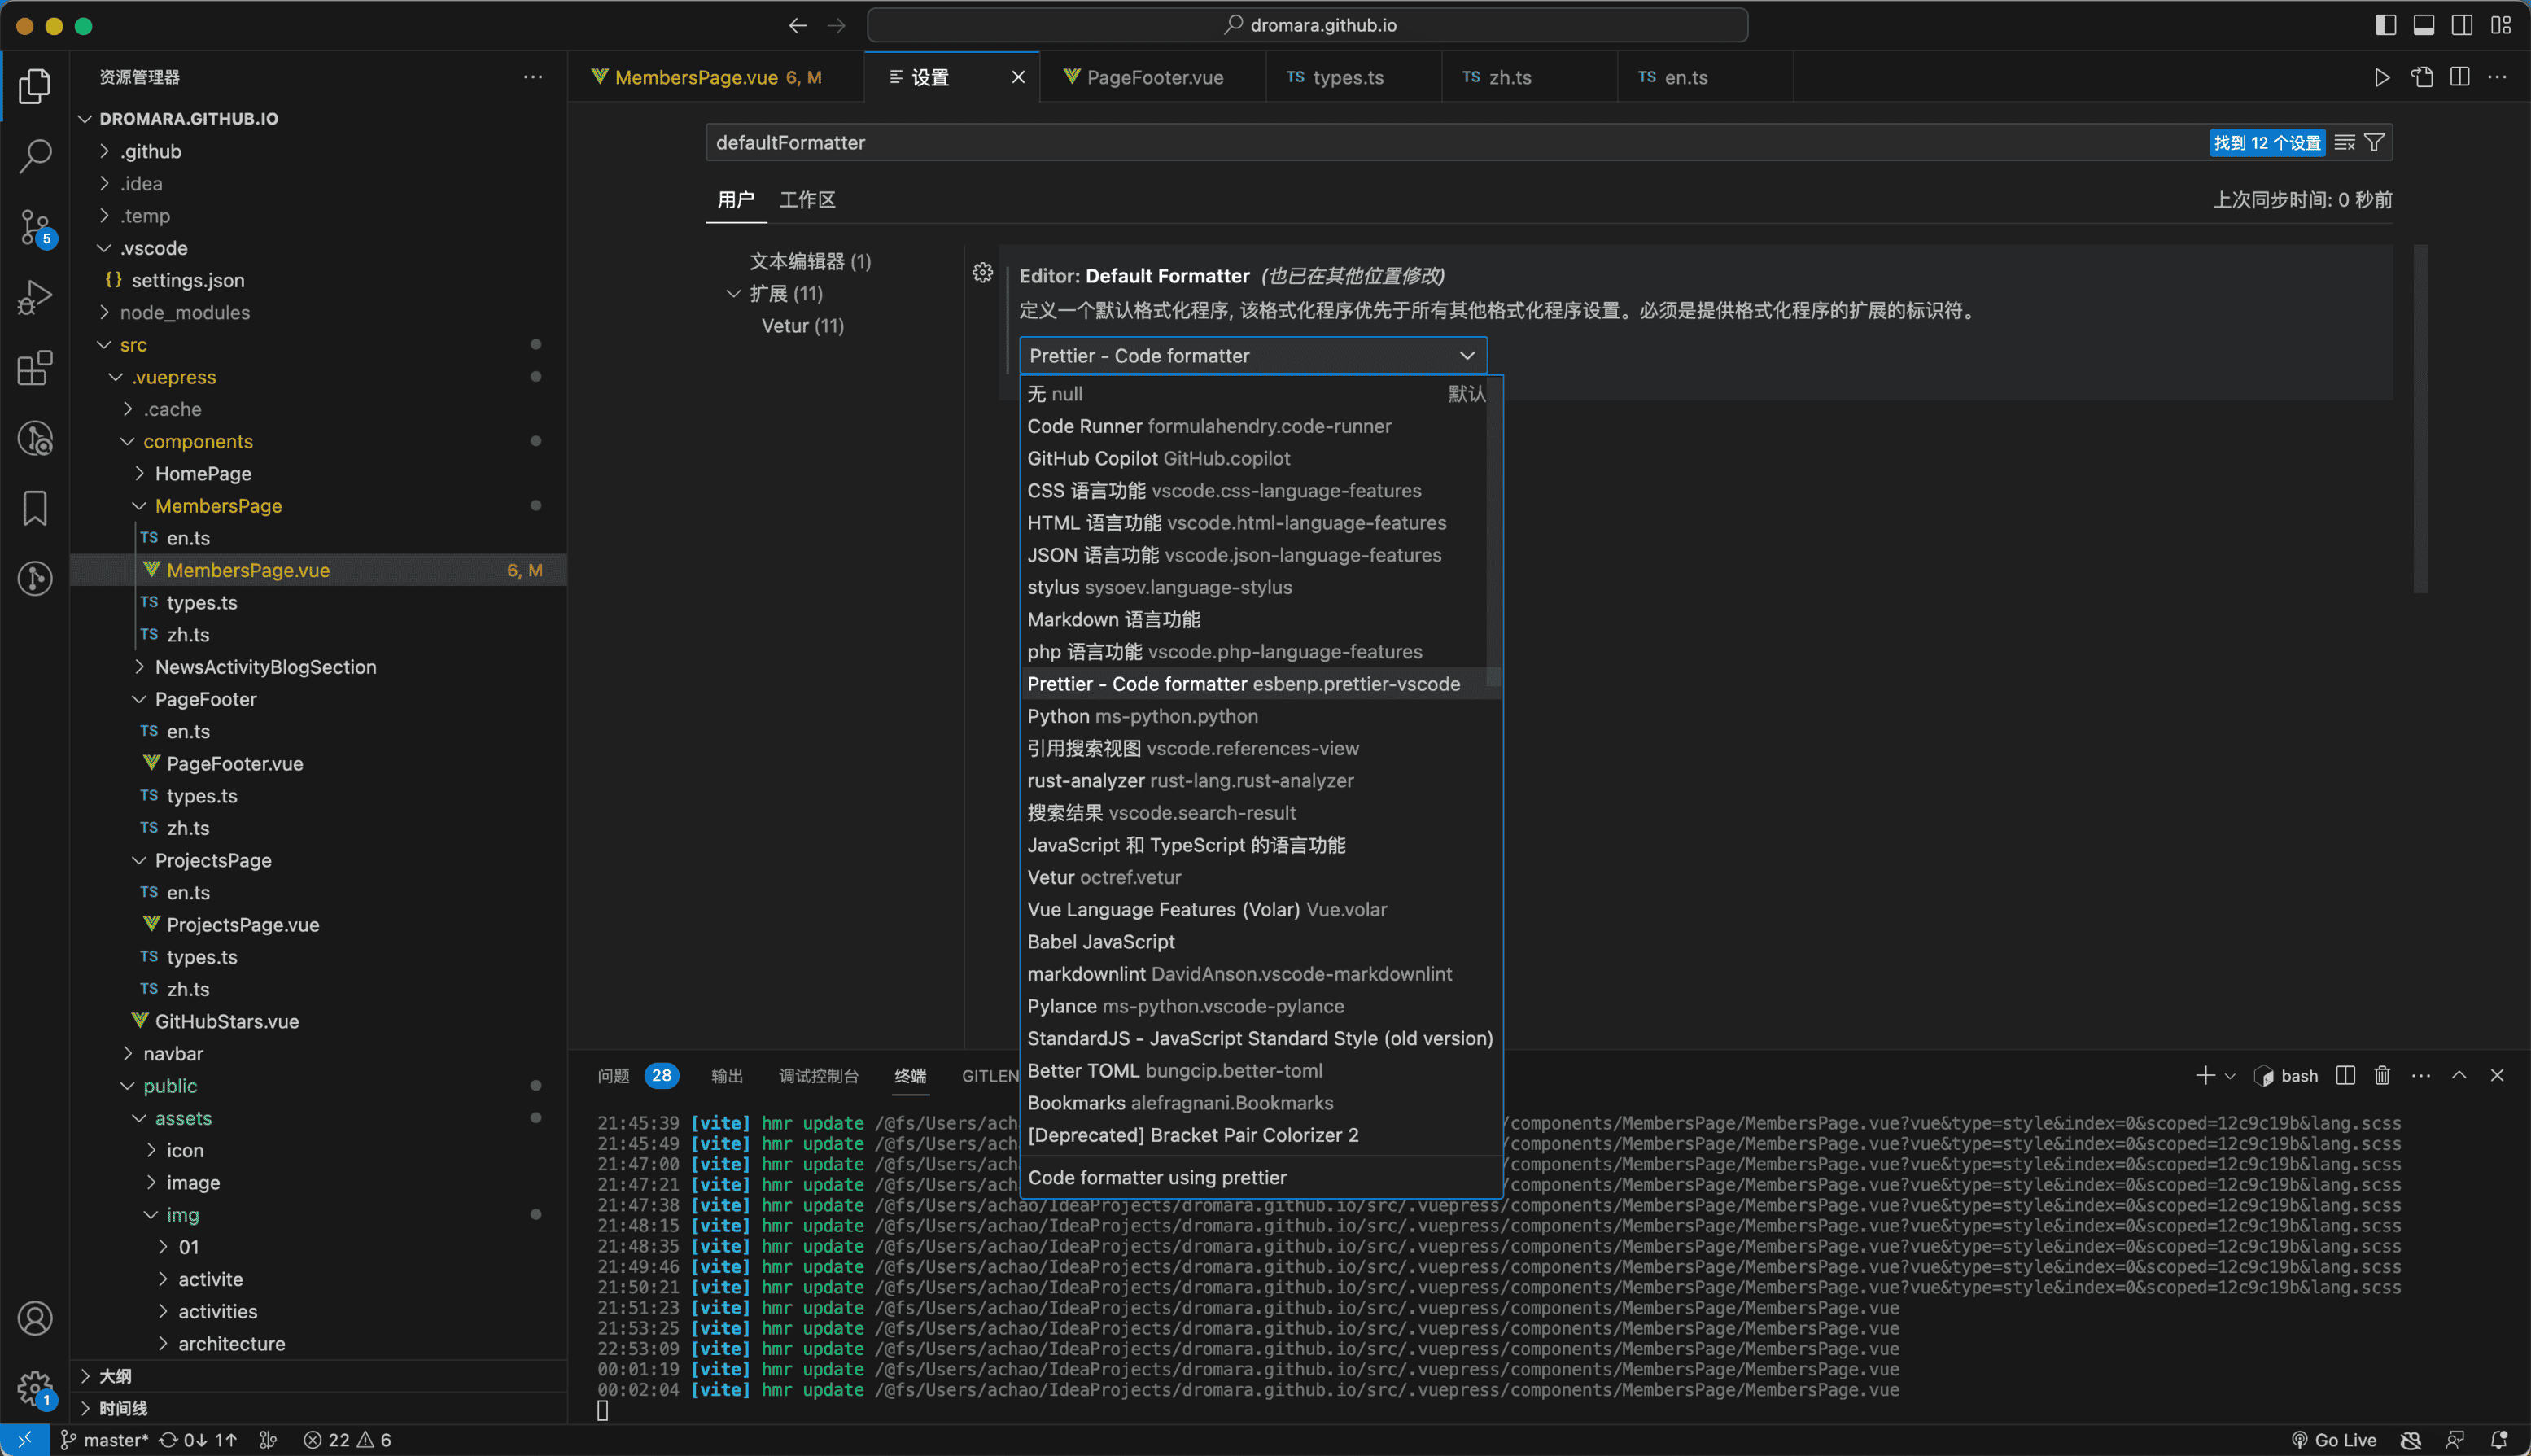 dromara.github.io
资源管理器
MembersPage.vue 6, M
设置
PageFooter.vue
TS types.ts
TS zh.ts
TS en.ts
DROMARA.GITHUB.IO
.github
.idea
.temp
.vscode
{} settings.json
node_modules
src
.vuepress
.cache
components
HomePage
MembersPage
TS en.ts
MembersPage.vue 6, M
TS types.ts
TS zh.ts
NewsActivityBlogSection
PageFooter
TS en.ts
PageFooter.vue
TS types.ts
TS zh.ts
ProjectsPage
TS en.ts
ProjectsPage.vue
TS types.ts
TS zh.ts
GitHubStars.vue
navbar
public
assets
icon
image
img
01
activite
activities
architecture
大纲
时间线
5
1
defaultFormatter
找到 12 个设置
用户
工作区
上次同步时间: 0 秒前
文本编辑器 (1)
扩展 (11)
Vetur (11)
Editor: Default Formatter (也已在其他位置修改)
定义一个默认格式化程序, 该格式化程序优先于所有其他格式化程序设置。必须是提供格式化程序的扩展的标识符。
Prettier - Code formatter
无 null 默认
Code Runner formulahendry.code-runner
GitHub Copilot GitHub.copilot
CSS 语言功能 vscode.css-language-features
HTML 语言功能 vscode.html-language-features
JSON 语言功能 vscode.json-language-features
stylus sysoev.language-stylus
Markdown 语言功能
php 语言功能 vscode.php-language-features
Prettier - Code formatter esbenp.prettier-vscode
Python ms-python.python
引用搜索视图 vscode.references-view
rust-analyzer rust-lang.rust-analyzer
搜索结果 vscode.search-result
JavaScript 和 TypeScript 的语言功能
Vetur octref.vetur
Vue Language Features (Volar) Vue.volar
Babel JavaScript
markdownlint DavidAnson.vscode-markdownlint
Pylance ms-python.vscode-pylance
StandardJS - JavaScript Standard Style (old version)
Better TOML bungcip.better-toml
Bookmarks alefragnani.Bookmarks
[Deprecated] Bracket Pair Colorizer 2
Code formatter using prettier
问题 28 输出 调试控制台 终端 GITLEN
bash
21:45:39 [vite] hmr update /@fs/Users/ach /components/MembersPage/MembersPage.vue?vue&type=style&index=0&scoped=12c9c19b&lang.scss
21:45:49 [vite] hmr update /@fs/Users/ach /components/MembersPage/MembersPage.vue?vue&type=style&index=0&scoped=12c9c19b&lang.scss
21:47:00 [vite] hmr update /@fs/Users/ach /components/MembersPage/MembersPage.vue?vue&type=style&index=0&scoped=12c9c19b&lang.scss
21:47:21 [vite] hmr update /@fs/Users/ach /components/MembersPage/MembersPage.vue?vue&type=style&index=0&scoped=12c9c19b&lang.scss
21:47:38 [vite] hmr update /@fs/Users/achao/IdeaProjects/dromara.github.io/src/.vuepress/components/MembersPage/MembersPage.vue?vue&type=style&index=0&scoped=12c9c19b&lang.scss
21:48:15 [vite] hmr update /@fs/Users/achao/IdeaProjects/dromara.github.io/src/.vuepress/components/MembersPage/MembersPage.vue?vue&type=style&index=0&scoped=12c9c19b&lang.scss
21:48:35 [vite] hmr update /@fs/Users/achao/IdeaProjects/dromara.github.io/src/.vuepress/components/MembersPage/MembersPage.vue?vue&type=style&index=0&scoped=12c9c19b&lang.scss
21:49:46 [vite] hmr update /@fs/Users/achao/IdeaProjects/dromara.github.io/src/.vuepress/components/MembersPage/MembersPage.vue?vue&type=style&index=0&scoped=12c9c19b&lang.scss
21:50:21 [vite] hmr update /@fs/Users/achao/IdeaProjects/dromara.github.io/src/.vuepress/components/MembersPage/MembersPage.vue?vue&type=style&index=0&scoped=12c9c19b&lang.scss
21:51:23 [vite] hmr update /@fs/Users/achao/IdeaProjects/dromara.github.io/src/.vuepress/components/MembersPage/MembersPage.vue
21:53:25 [vite] hmr update /@fs/Users/achao/IdeaProjects/dromara.github.io/src/.vuepress/components/MembersPage/MembersPage.vue
22:53:09 [vite] hmr update /@fs/Users/achao/IdeaProjects/dromara.github.io/src/.vuepress/components/MembersPage/MembersPage.vue
00:01:19 [vite] hmr update /@fs/Users/achao/IdeaProjects/dromara.github.io/src/.vuepress/components/MembersPage/MembersPage.vue
00:02:04 [vite] hmr update /@fs/Users/achao/IdeaProjects/dromara.github.io/src/.vuepress/components/MembersPage/MembersPage.vue
master* 0↓ 1↑ 22 6
Go Live